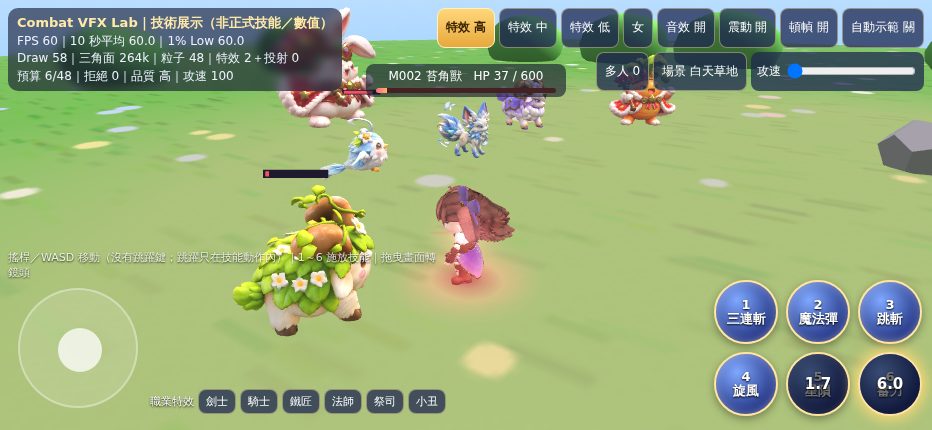 Combat VFX Lab｜技術展示（非正式技能／數值）
FPS 60｜10 秒平均 60.0｜1% Low 60.0
Draw 58｜三角面 264k｜粒子 48｜特效 2＋投射 0
預算 6/48｜拒絕 0｜品質 高｜攻速 100
特效 高
特效 中
特效 低
女
音效 開
震動 開
頓幀 開
自動示範 關
多人 0
場景 白天草地
攻速
M002 苔角獸 HP 37 / 600
搖桿／WASD 移動（沒有跳躍鍵；跳躍只在技能動作內）｜1～6 施放技能｜拖曳畫面轉
鏡頭
1
三連斬
2
魔法彈
3
跳斬
4
旋風
1.7
6.0
職業特效
劍士
騎士
鐵匠
法師
祭司
小丑